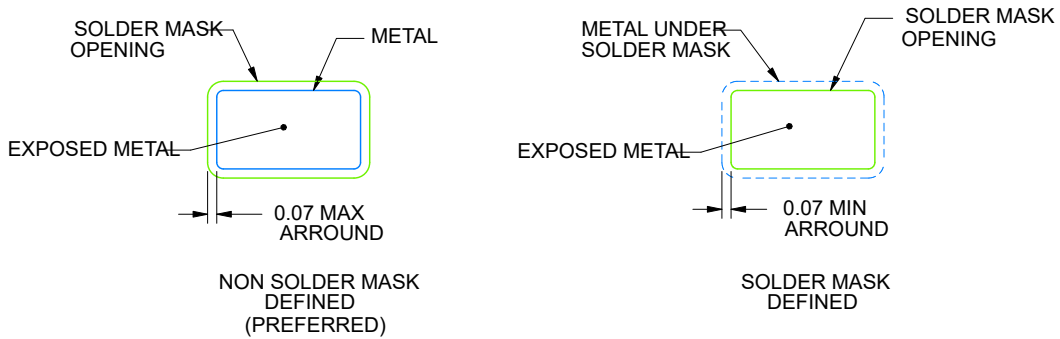 SOLDER MASK
OPENING
METAL
EXPOSED METAL
0.07 MAX
ARROUND
NON SOLDER MASK
DEFINED
(PREFERRED)
METAL UNDER
SOLDER MASK
SOLDER MASK
OPENING
EXPOSED METAL
0.07 MIN
ARROUND
SOLDER MASK
DEFINED